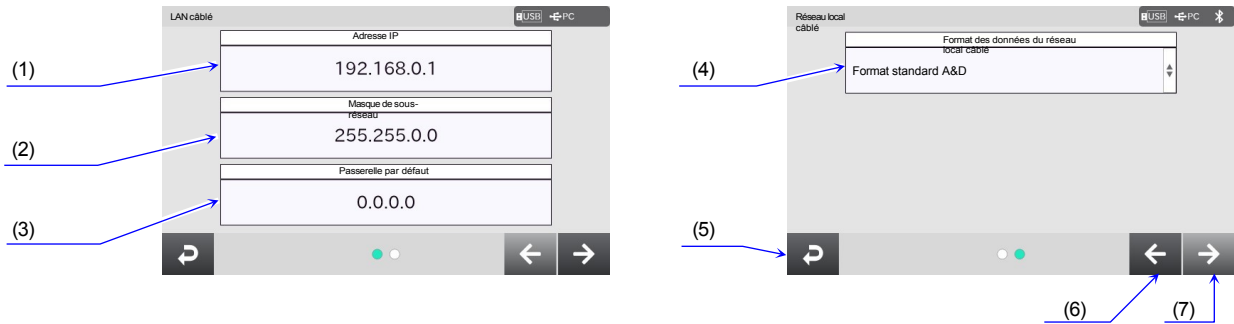 LAN câblé
USB PC
Adresse IP
(1)
192.168.0.1
Masque de sous-
réseau
(2)
255.255.0.0
Passerelle par défaut
(3)
0.0.0.0
Réseau local
câblé
USB PC
Format des données du réseau
local câblé
(4)
Format standard A&D
(5)
(6)
(7)